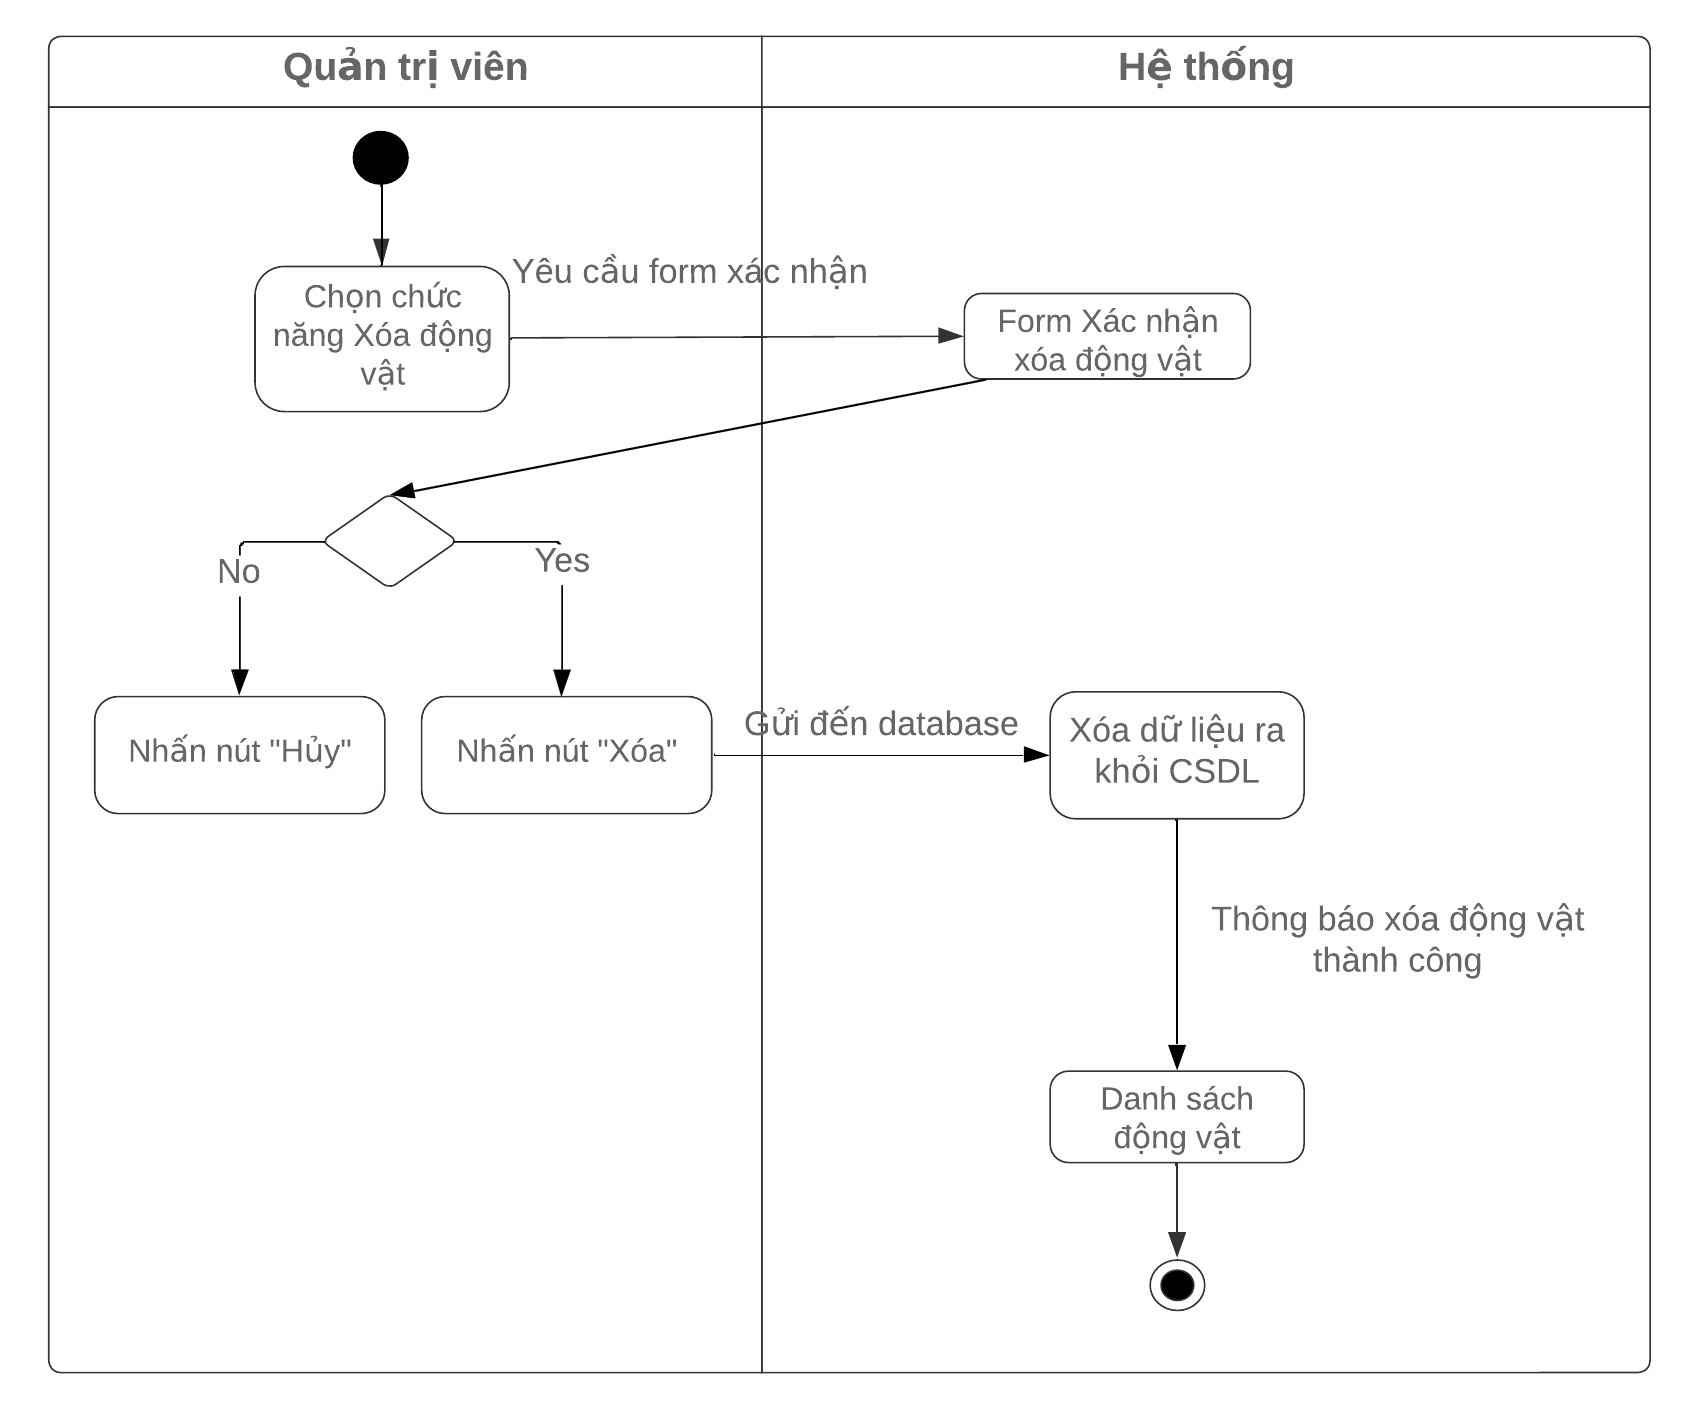 Quản trị viên
Hệ thống
Chọn chức
năng Xóa động
vật
Yêu cầu form xác nhận
Form Xác nhận
xóa động vật
No
Yes
Nhấn nút "Hủy"
Nhấn nút "Xóa"
Gửi đến database
Xóa dữ liệu ra
khỏi CSDL
Thông báo xóa động vật
thành công
Danh sách
động vật